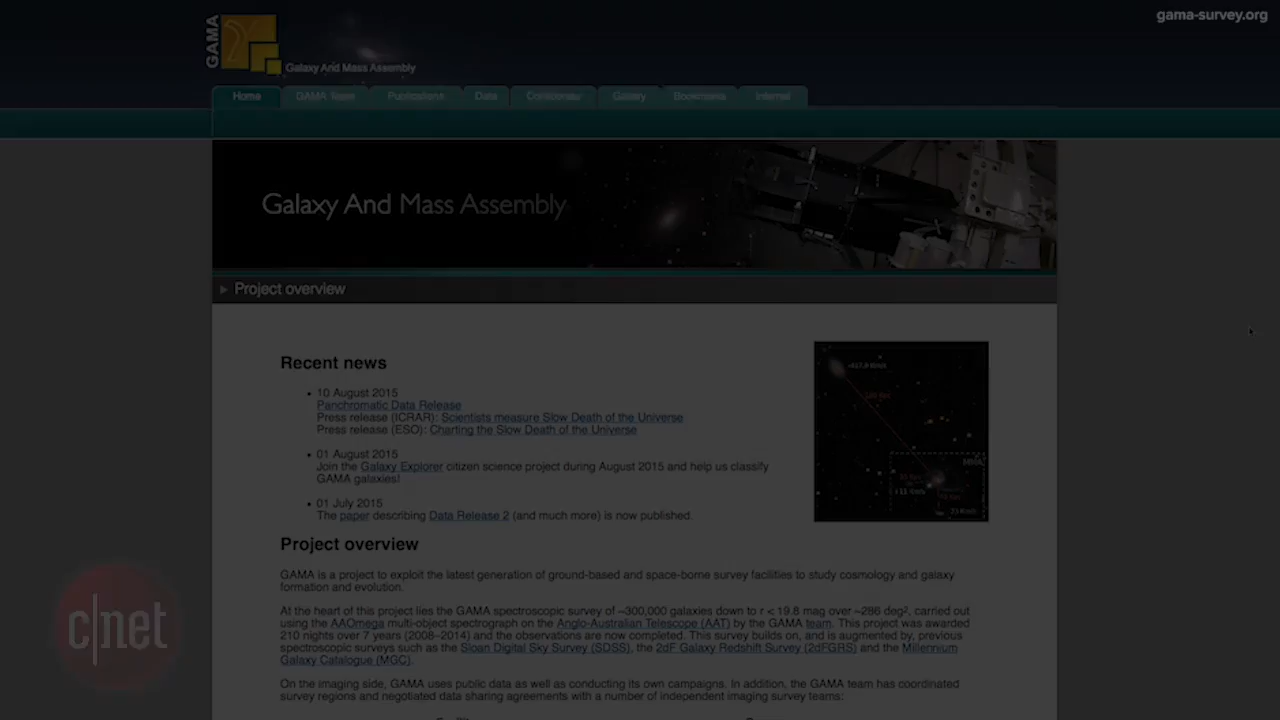 gama-survey.org
GAMA
Galaxy And Mass Assembly
Home GAMA Team Publications Data Collaborate Gallery Bookmarks Internal
Galaxy And Mass Assembly
Project overview
Recent news
• 10 August 2015
Panchromatic Data Release
Press release (ICRAR): Scientists measure Slow Death of the Universe
Press release (ESO): Charting the Slow Death of the Universe
• 01 August 2015
Join the Galaxy Explorer citizen science project during August 2015 and help us classify
GAMA galaxies!
• 01 July 2015
The paper describing Data Release 2 (and much more) is now published.
Project overview
GAMA is a project to exploit the latest generation of ground-based and space-borne survey facilities to study cosmology and galaxy
formation and evolution.
At the heart of this project lies the GAMA spectroscopic survey of ~300,000 galaxies down to r < 19.8 mag over ~286 deg², carried out
using the AAOmega multi-object spectrograph on the Anglo-Australian Telescope (AAT) by the GAMA team. This project was awarded
210 nights over 7 years (2008–2014) and the observations are now completed. This survey builds on, and is augmented by, previous
spectroscopic surveys such as the Sloan Digital Sky Survey (SDSS), the 2dF Galaxy Redshift Survey (2dFGRS) and the Millennium
Galaxy Catalogue (MGC).
On the imaging side, GAMA uses public data as well as conducting its own campaigns. In addition, the GAMA team has coordinated
survey regions and negotiated data sharing agreements with a number of independent imaging survey teams:
c|net